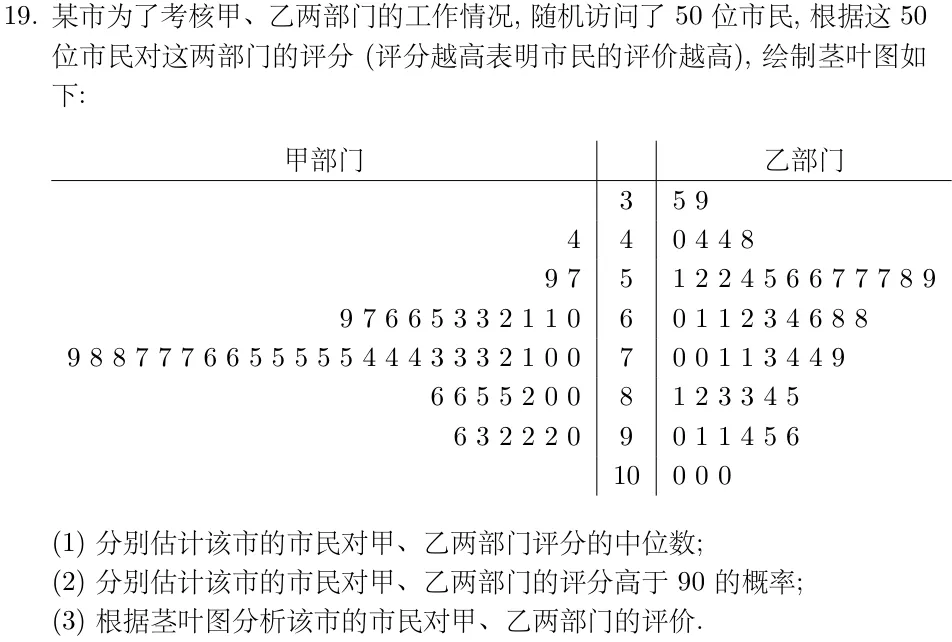 19. 某市为了考核甲、乙两部门的工作情况, 随机访问了 50 位市民, 根据这 50
位市民对这两部门的评分 (评分越高表明市民的评价越高), 绘制茎叶图如
下:
甲部门 乙部门
3 5 9
4 4 0 4 4 8
9 7 5 1 2 2 4 5 6 6 7 7 7 8 9
9 7 6 6 5 3 3 2 1 1 0 6 0 1 1 2 3 4 6 8 8
9 8 8 7 7 7 6 6 5 5 5 5 5 4 4 4 3 3 3 2 1 0 0 7 0 0 1 1 3 4 4 9
6 6 5 5 2 0 0 8 1 2 3 3 4 5
6 3 2 2 2 0 9 0 1 1 4 5 6
10 0 0 0
(1) 分别估计该市的市民对甲、乙两部门评分的中位数;
(2) 分别估计该市的市民对甲、乙两部门的评分高于 90 的概率;
(3) 根据茎叶图分析该市的市民对甲、乙两部门的评价.